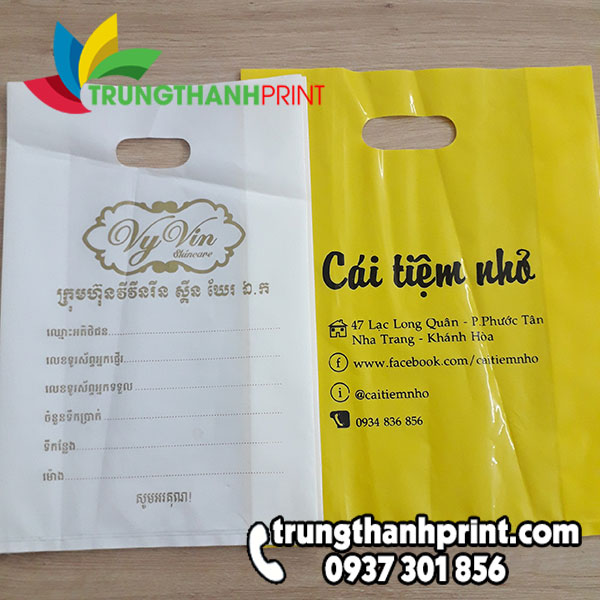 TRUNGTHANHPRINT
VyVin
Skincare
ក្រុមហ៊ុនវីវីនរីន ស្គីន ឃែរ ឯ.ក
ឈ្មោះអតិថិជន
លេខទូរស័ព្ទអ្នកផ្ញើរ
លេខទូរស័ព្ទអ្នកទទួល
ចំនួនទឹកប្រាក់
ទីកន្លែង
ម៉ោង
សូមអរគុណ!
Cái tiệm nhỏ
47 Lạc Long Quân - P.Phước Tân
Nha Trang - Khánh Hòa
www.facebook.com/caitiemnho
@caitiemnho
0934 836 856
trungthanhprint.com
0937 301 856